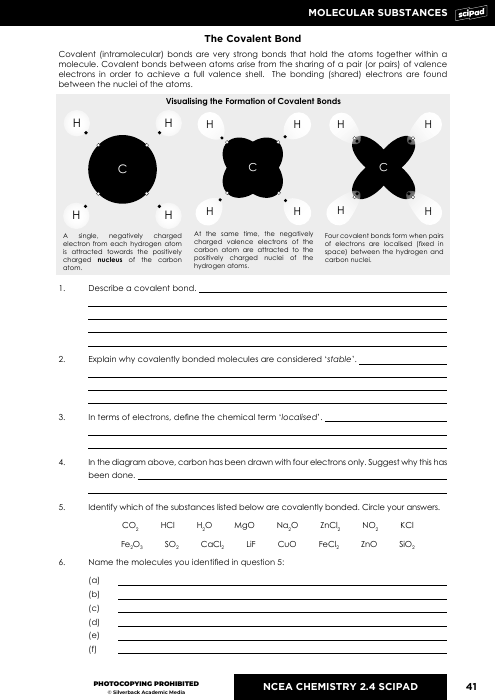 MOLECULAR SUBSTANCES scipad
The Covalent Bond
Covalent (intramolecular) bonds are very strong bonds that hold the atoms together within a
molecule. Covalent bonds between atoms arise from the sharing of a pair (or pairs) of valence
electrons in order to achieve a full valence shell. The bonding (shared) electrons are found
between the nuclei of the atoms.
Visualising the Formation of Covalent Bonds
H H H H H H
C C C
H H H H H H
A single, negatively charged
electron from each hydrogen atom
is attracted towards the positively
charged nucleus of the carbon
atom.
At the same time, the negatively
charged valence electrons of the
carbon atom are attracted to the
positively charged nuclei of the
hydrogen atoms.
Four covalent bonds form when pairs
of electrons are localised (fixed in
space) between the hydrogen and
carbon nuclei.
1. Describe a covalent bond.
2. Explain why covalently bonded molecules are considered ‘stable’.
3. In terms of electrons, define the chemical term ‘localised’.
4. In the diagram above, carbon has been drawn with four electrons only. Suggest why this has
been done.
5. Identify which of the substances listed below are covalently bonded. Circle your answers.
CO₂ HCl H₂O MgO Na₂O ZnCl₂ NO₂ KCl
Fe₂O₃ SO₂ CaCl₂ LiF CuO FeCl₂ ZnO SiO₂
6. Name the molecules you identified in question 5:
(a)
(b)
(c)
(d)
(e)
(f)
PHOTOCOPYING PROHIBITED
© Silverback Academic Media
NCEA CHEMISTRY 2.4 SCIPAD
41